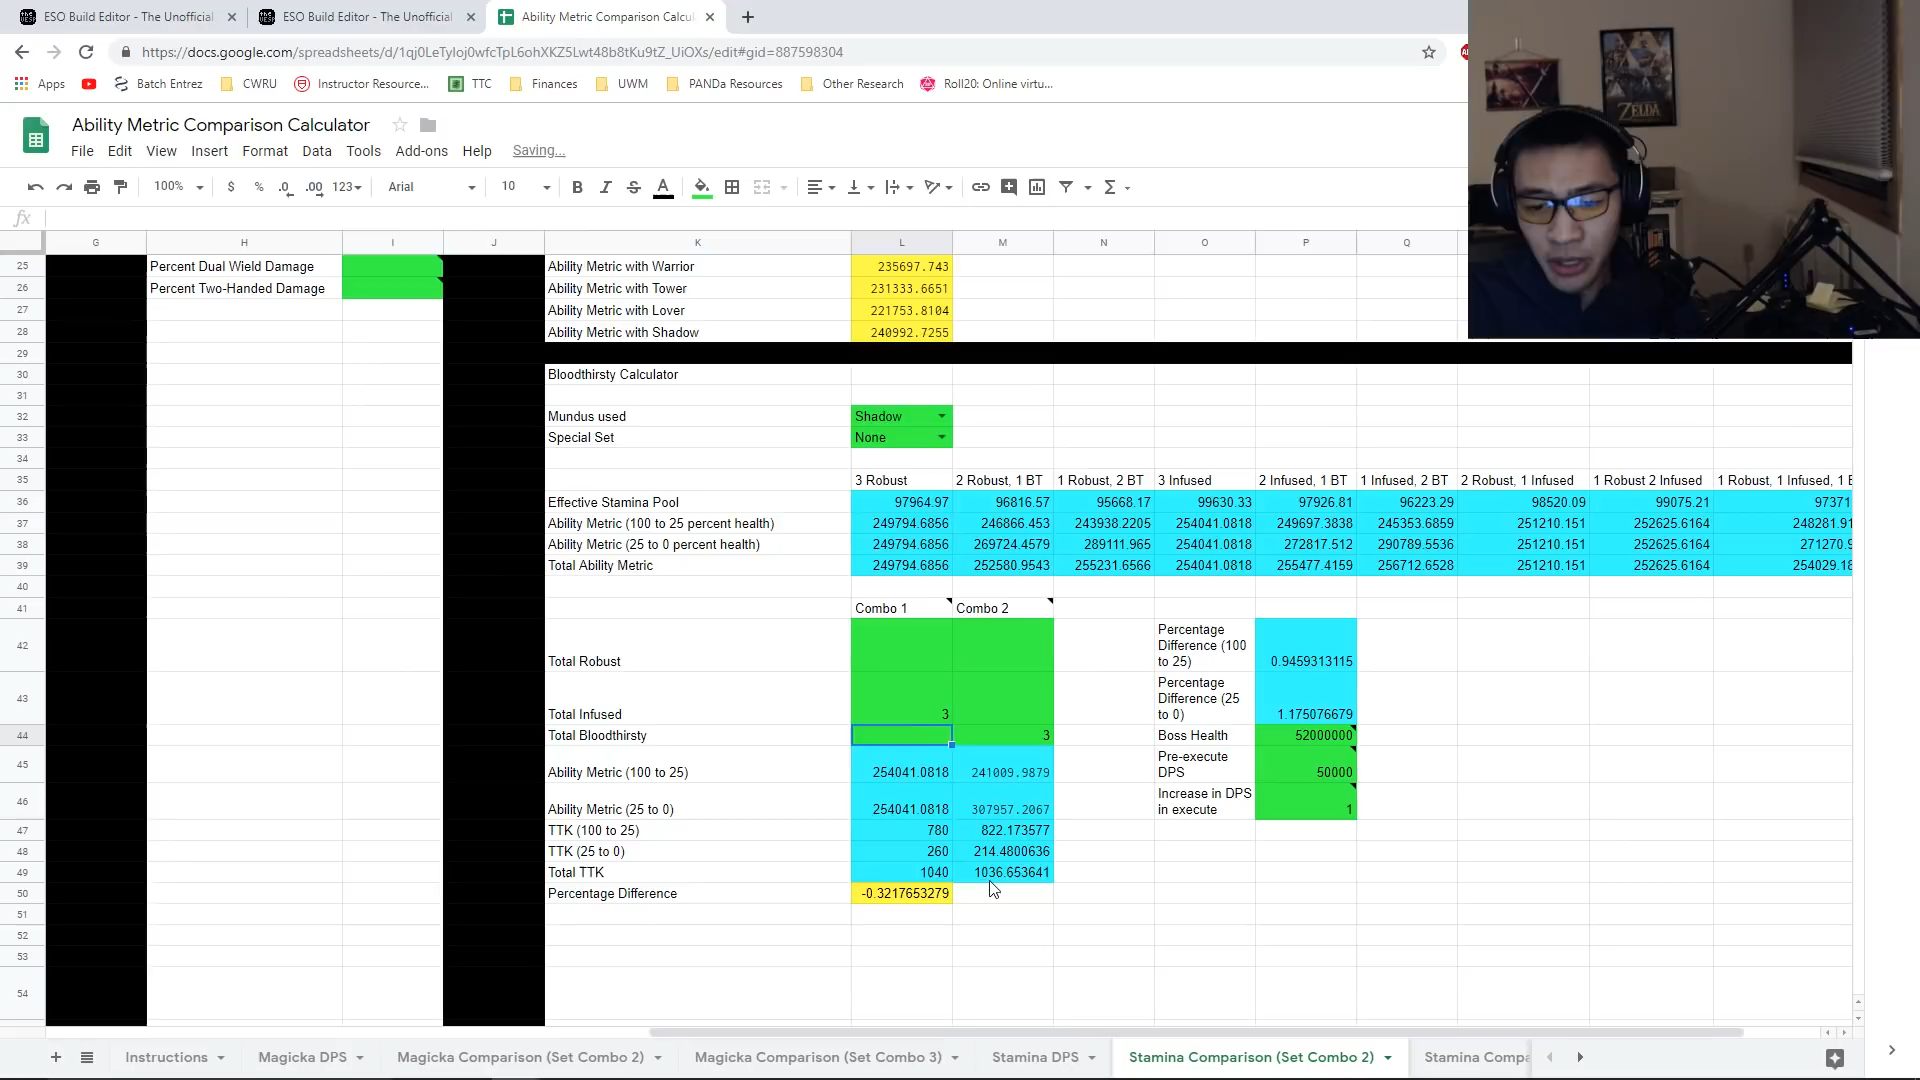 ESO Build Editor - The Unofficial
ESO Build Editor - The Unofficial
Ability Metric Comparison Calcul
https://docs.google.com/spreadsheets/d/1qj0LeTyloj0wfcTpL6ohXKZ5Lwt48b8tKu9tZ_UiOXs/edit#gid=887598304
Apps Batch Entrez CWRU Instructor Resource... TTC Finances UWM PANDa Resources Other Research Roll20: Online virtu...
Ability Metric Comparison Calculator
File Edit View Insert Format Data Tools Add-ons Help Saving...
100% $ % .0 .00 123 Arial 10 B I S A Σ
fx
G H I J K L M N O P Q
25 Percent Dual Wield Damage Ability Metric with Warrior 235697.743
26 Percent Two-Handed Damage Ability Metric with Tower 231333.6651
27 Ability Metric with Lover 221753.8104
28 Ability Metric with Shadow 240992.7255
29
30 Bloodthirsty Calculator
31
32 Mundus used Shadow
33 Special Set None
34
35 3 Robust 2 Robust, 1 BT 1 Robust, 2 BT 3 Infused 2 Infused, 1 BT 1 Infused, 2 BT 2 Robust, 1 Infused 1 Robust 2 Infused 1 Robust, 1 Infused, 1 E
36 Effective Stamina Pool 97964.97 96816.57 95668.17 99630.33 97926.81 96223.29 98520.09 99075.21 97371
37 Ability Metric (100 to 25 percent health) 249794.6856 246866.453 243938.2205 254041.0818 249697.3838 245353.6859 251210.151 252625.6164 248281.91
38 Ability Metric (25 to 0 percent health) 249794.6856 269724.4579 289111.965 254041.0818 272817.512 290789.5536 251210.151 252625.6164 271270.9
39 Total Ability Metric 249794.6856 252580.9543 255231.6566 254041.0818 255477.4159 256712.6528 251210.151 252625.6164 254029.18
40
41 Combo 1 Combo 2
Percentage
Difference (100
42 Total Robust to 25) 0.9459313115
Percentage
Difference (25
43 Total Infused 3 to 0) 1.175076679
44 Total Bloodthirsty 3 Boss Health 52000000
Pre-execute
45 Ability Metric (100 to 25) 254041.0818 241009.9879 DPS 50000
Increase in DPS
46 Ability Metric (25 to 0) 254041.0818 307957.2067 in execute 1
47 TTK (100 to 25) 780 822.173577
48 TTK (25 to 0) 260 214.4800636
49 Total TTK 1040 1036.653641
50 Percentage Difference -0.3217653279
51
52
53
54
Instructions Magicka DPS Magicka Comparison (Set Combo 2) Magicka Comparison (Set Combo 3) Stamina DPS Stamina Comparison (Set Combo 2) Stamina Compa
ZELDA